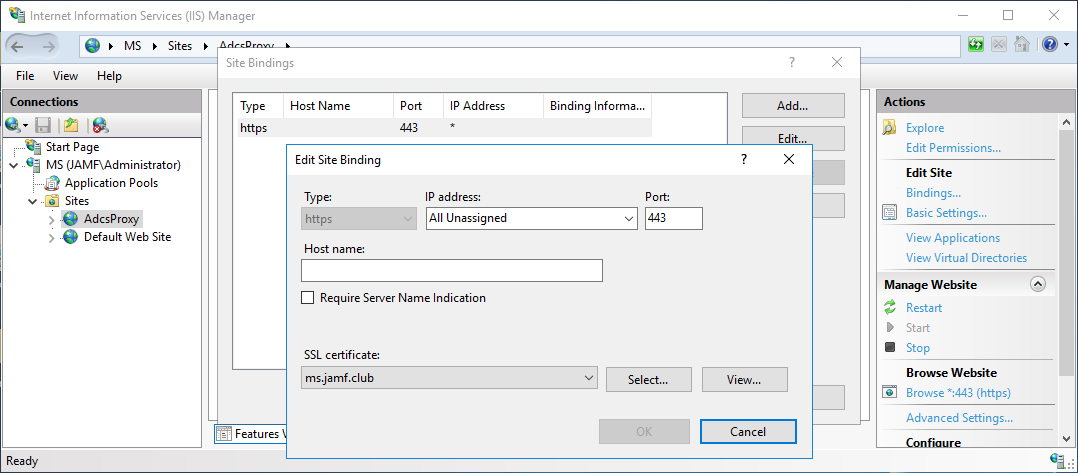 Internet Information Services (IIS) Manager
MS Sites AdcsProxy
File View Help
Connections
Start Page
MS (JAMF\Administrator)
Application Pools
Sites
AdcsProxy
Default Web Site
Site Bindings
?
Type Host Name Port IP Address Binding Informa...
https 443 *
Add...
Edit...
Edit Site Binding
?
Type: IP address: Port:
https All Unassigned 443
Host name:
Require Server Name Indication
SSL certificate:
ms.jamf.club
Select...
View...
OK
Cancel
Features
Actions
Explore
Edit Permissions...
Edit Site
Bindings...
Basic Settings...
View Applications
View Virtual Directories
Manage Website
Restart
Start
Stop
Browse Website
Browse *:443 (https)
Advanced Settings...
Configure
Ready